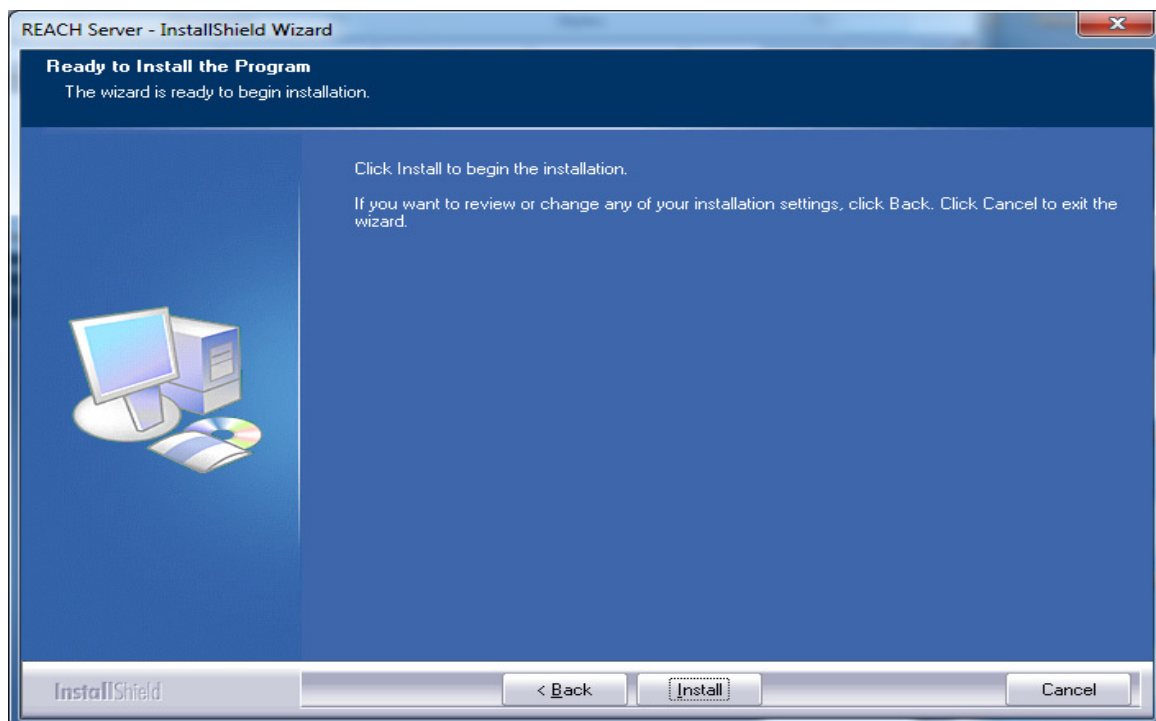 REACH Server - InstallShield Wizard
Ready to Install the Program
The wizard is ready to begin installation.
Click Install to begin the installation.
If you want to review or change any of your installation settings, click Back. Click Cancel to exit the
wizard.
InstallShield
< Back
Install
Cancel